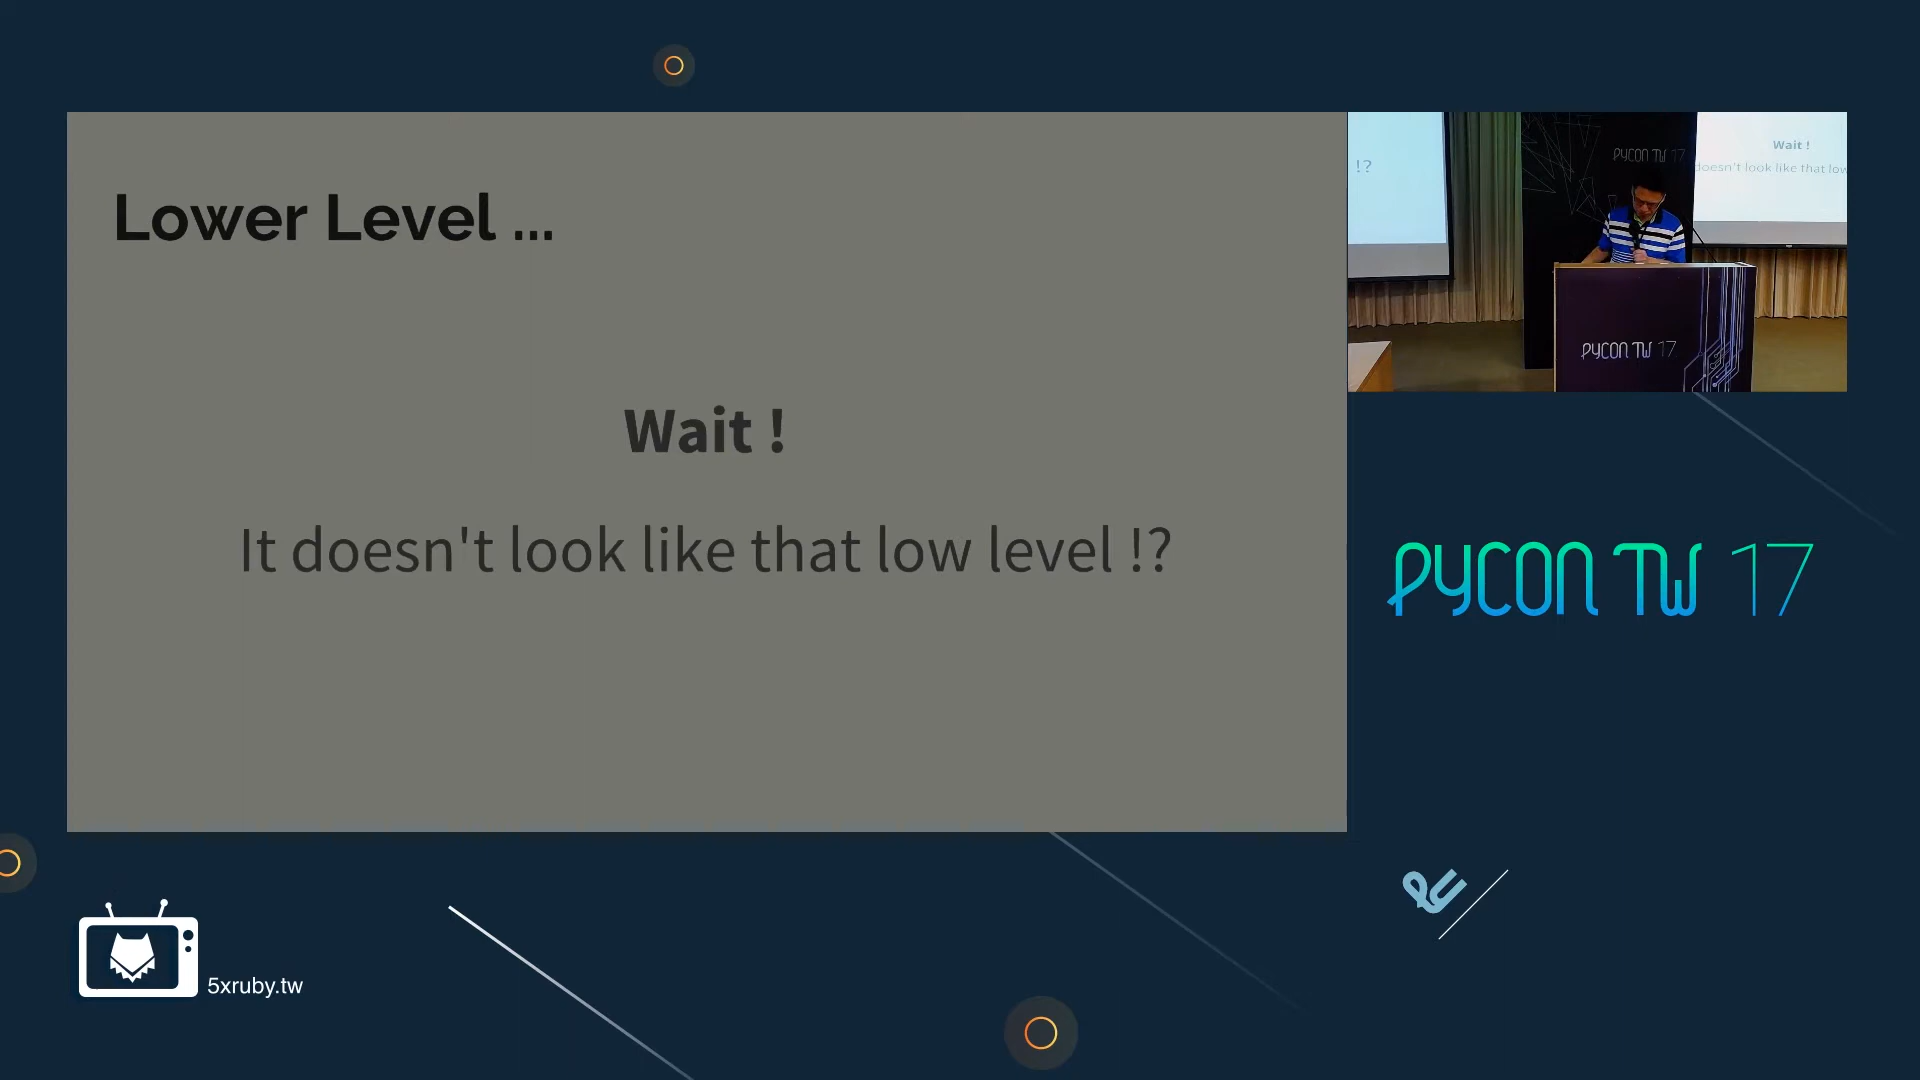 Lower Level ...
Wait !
It doesn't look like that low level !?
!?
PYCON TW 17
Wait !
doesn't look like that low
PYCON TW 17
PYCON TW 17
5xruby.tw